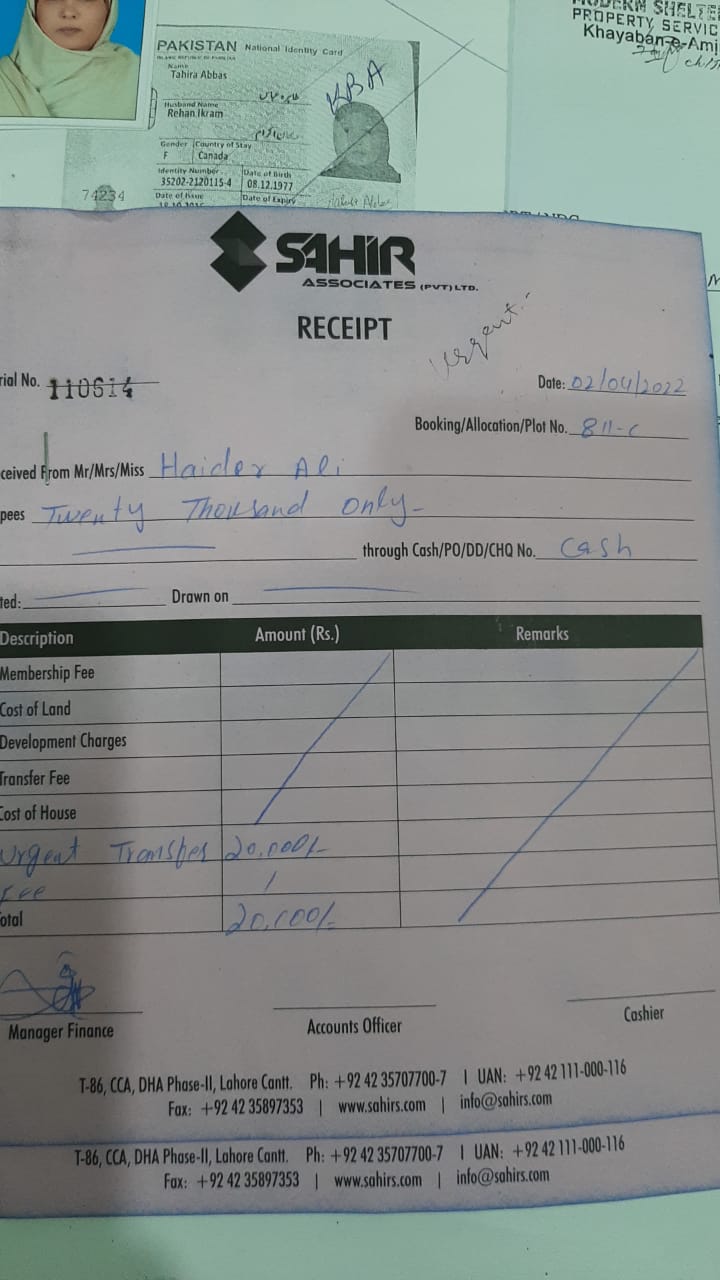 MODERN SHELTE
PROPERTY SERVIC
Khayaban-e-Amj
PAKISTAN National Identity Card
ISLAMIC REPUBLIC OF PAKISTAN
Name
Tahira Abbas
Husband Name
Rehan Ikram
KBA
Gender Country of Stay
F Canada
Identity Number Date of Birth
35202-2120115-4 08.12.1977
Date of Issue Date of Expiry
74234
SAHIR
ASSOCIATES (PVT) LTD.
RECEIPT
Urgent
rial No. 110614
Date: 02/04/2022
Booking/Allocation/Plot No. 811-C
ceived From Mr/Mrs/Miss Haider Ali
pees Twenty Thousand only
through Cash/PO/DD/CHQ No. Cash
ted: Drawn on
Description Amount (Rs.) Remarks
Membership Fee
Cost of Land
Development Charges
Transfer Fee
Cost of House
Urgent Transfer 20,000/-
Fee
otal 20,000/-
Manager Finance Accounts Officer Cashier
T-86, CCA, DHA Phase-II, Lahore Cantt. Ph: +92 42 35707700-7 | UAN: +92 42 111-000-116
Fax: +92 42 35897353 | www.sahirs.com | info@sahirs.com
T-86, CCA, DHA Phase-II, Lahore Cantt. Ph: +92 42 35707700-7 | UAN: +92 42 111-000-116
Fax: +92 42 35897353 | www.sahirs.com | info@sahirs.com